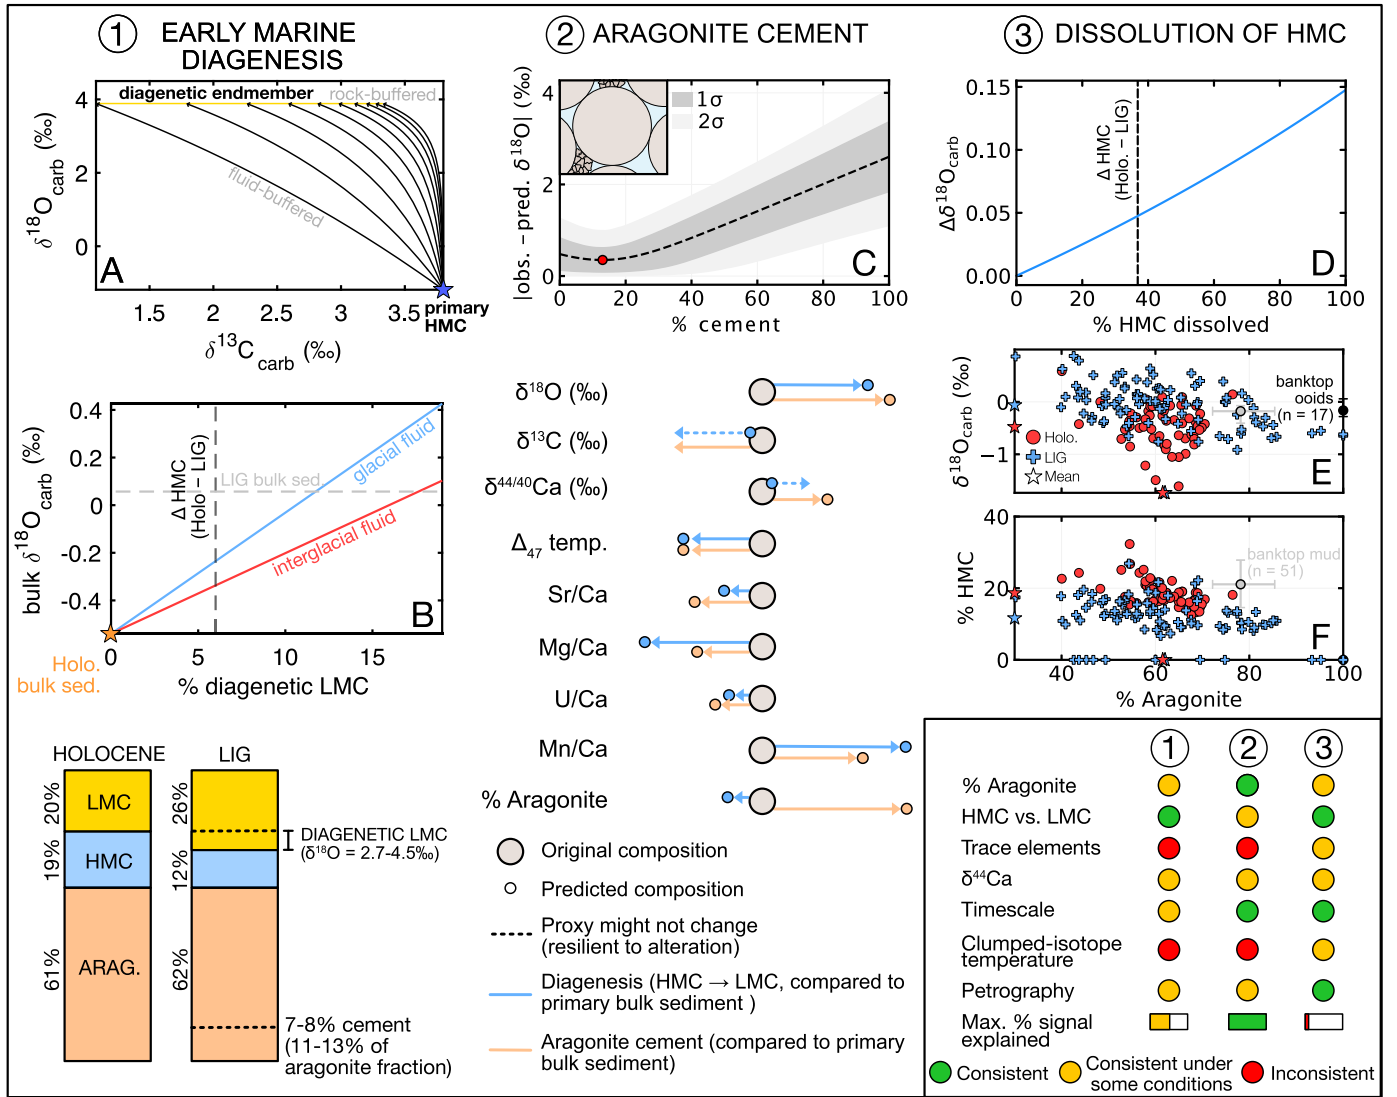 1 EARLY MARINE
DIAGENESIS
diagenetic endmember rock-buffered
4
2
0
δ18Ocarb (‰)
fluid-buffered
A
1.5 2 2.5 3 3.5
primary
HMC
δ13Ccarb (‰)
0.4
0.2
0
-0.2
-0.4
bulk δ18Ocarb (‰)
Δ HMC
(Holo – LIG)
LIG bulk sed.
glacial fluid
interglacial fluid
B
0 5 10 15
Holo.
bulk sed.
% diagenetic LMC
HOLOCENE LIG
20% LMC
19% HMC
61% ARAG.
26%
12%
62%
DIAGENETIC LMC
(δ18O = 2.7-4.5‰)
7-8% cement
(11-13% of
aragonite fraction)
2 ARAGONITE CEMENT
|obs. – pred. δ18O| (‰)
4
2
0
1σ
2σ
C
0 20 40 60 80 100
% cement
δ18O (‰)
δ13C (‰)
δ44/40Ca (‰)
Δ47 temp.
Sr/Ca
Mg/Ca
U/Ca
Mn/Ca
% Aragonite
Original composition
Predicted composition
Proxy might not change
(resilient to alteration)
Diagenesis (HMC → LMC, compared to
primary bulk sediment )
Aragonite cement (compared to primary
bulk sediment)
3 DISSOLUTION OF HMC
0.15
0.10
0.05
0.00
Δδ18Ocarb
Δ HMC
(Holo. – LIG)
D
0 20 40 60 80 100
% HMC dissolved
δ18Ocarb (‰)
0
−1
Holo.
LIG
Mean
banktop
ooids
(n = 17)
E
% HMC
40
20
0
banktop mud
(n = 51)
F
40 60 80 100
% Aragonite
1 2 3
% Aragonite
HMC vs. LMC
Trace elements
δ44Ca
Timescale
Clumped-isotope
temperature
Petrography
Max. % signal
explained
Consistent
Consistent under
some conditions
Inconsistent